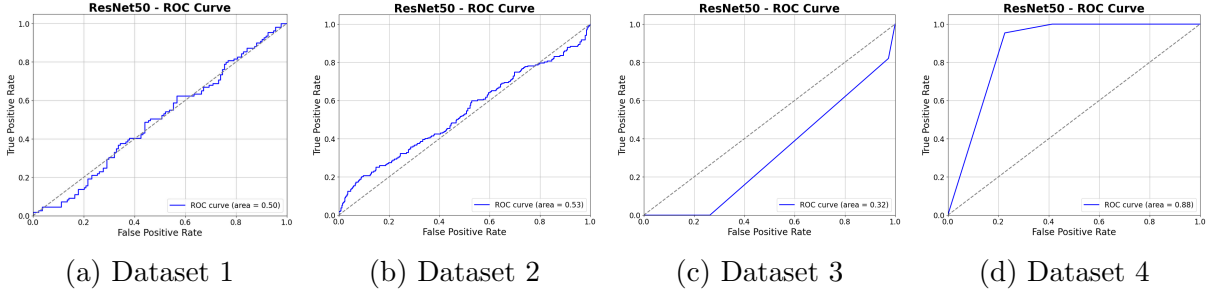 ResNet50 - ROC Curve
1.0
0.8
0.6
0.4
0.2
0.0
True Positive Rate
ROC curve (area = 0.50)
0.0 0.2 0.4 0.6 0.8 1.0
False Positive Rate
(a) Dataset 1
ResNet50 - ROC Curve
1.0
0.8
0.6
0.4
0.2
0.0
True Positive Rate
ROC curve (area = 0.53)
0.0 0.2 0.4 0.6 0.8 1.0
False Positive Rate
(b) Dataset 2
ResNet50 - ROC Curve
1.0
0.8
0.6
0.4
0.2
0.0
True Positive Rate
ROC curve (area = 0.32)
0.0 0.2 0.4 0.6 0.8 1.0
False Positive Rate
(c) Dataset 3
ResNet50 - ROC Curve
1.0
0.8
0.6
0.4
0.2
0.0
True Positive Rate
ROC curve (area = 0.88)
0.0 0.2 0.4 0.6 0.8 1.0
False Positive Rate
(d) Dataset 4